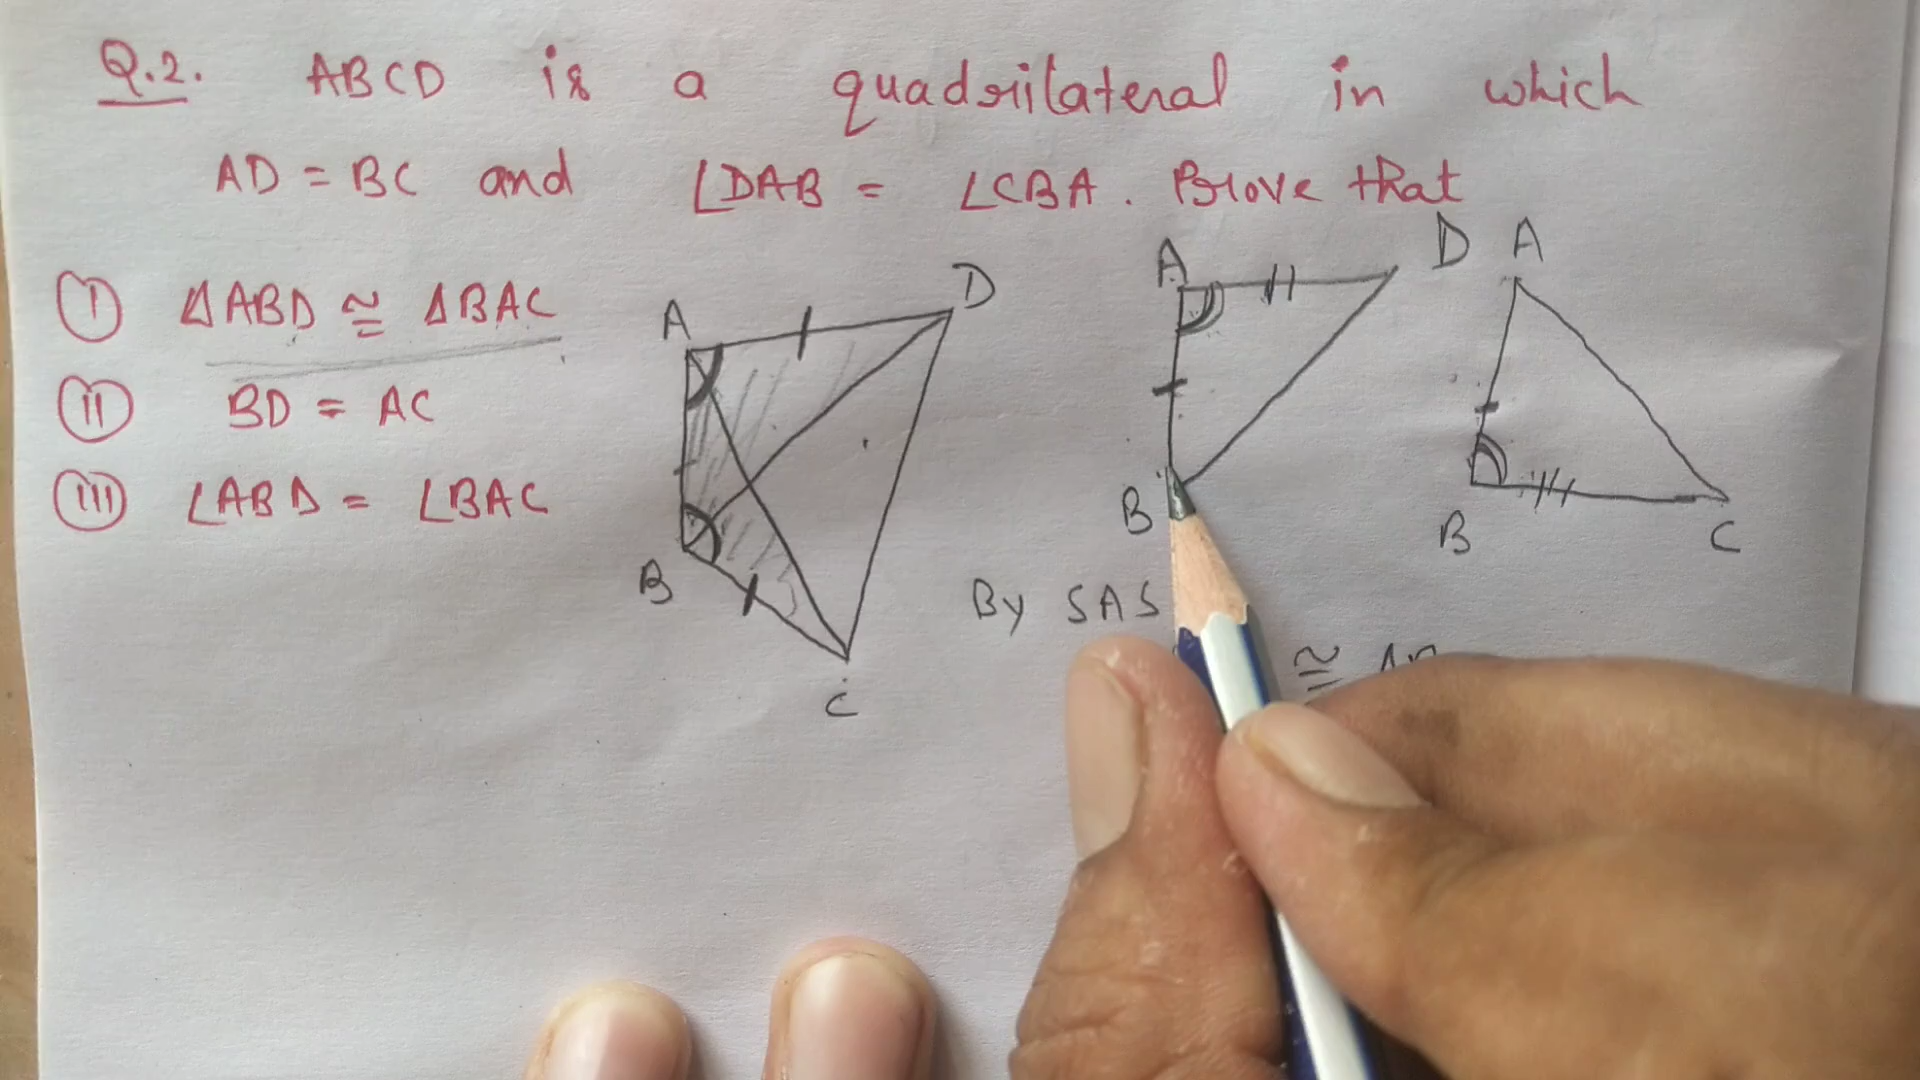 Q.2. ABCD is a quadrilateral in which
AD = BC and ∠DAB = ∠CBA. Prove that
I ΔABD ≅ ΔBAC
II BD = AC
III ∠ABD = ∠BAC
A D
B
C
A D
B
A
B C
By SAS
≅